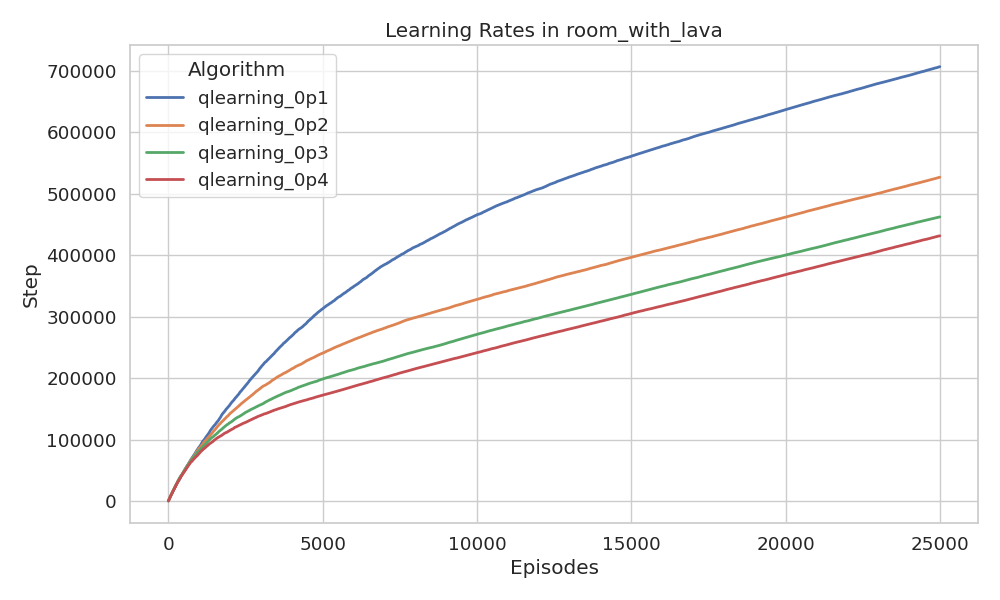 Learning Rates in room_with_lava
Algorithm
qlearning_0p1
qlearning_0p2
qlearning_0p3
qlearning_0p4
Step
700000
600000
500000
400000
300000
200000
100000
0
0 5000 10000 15000 20000 25000
Episodes